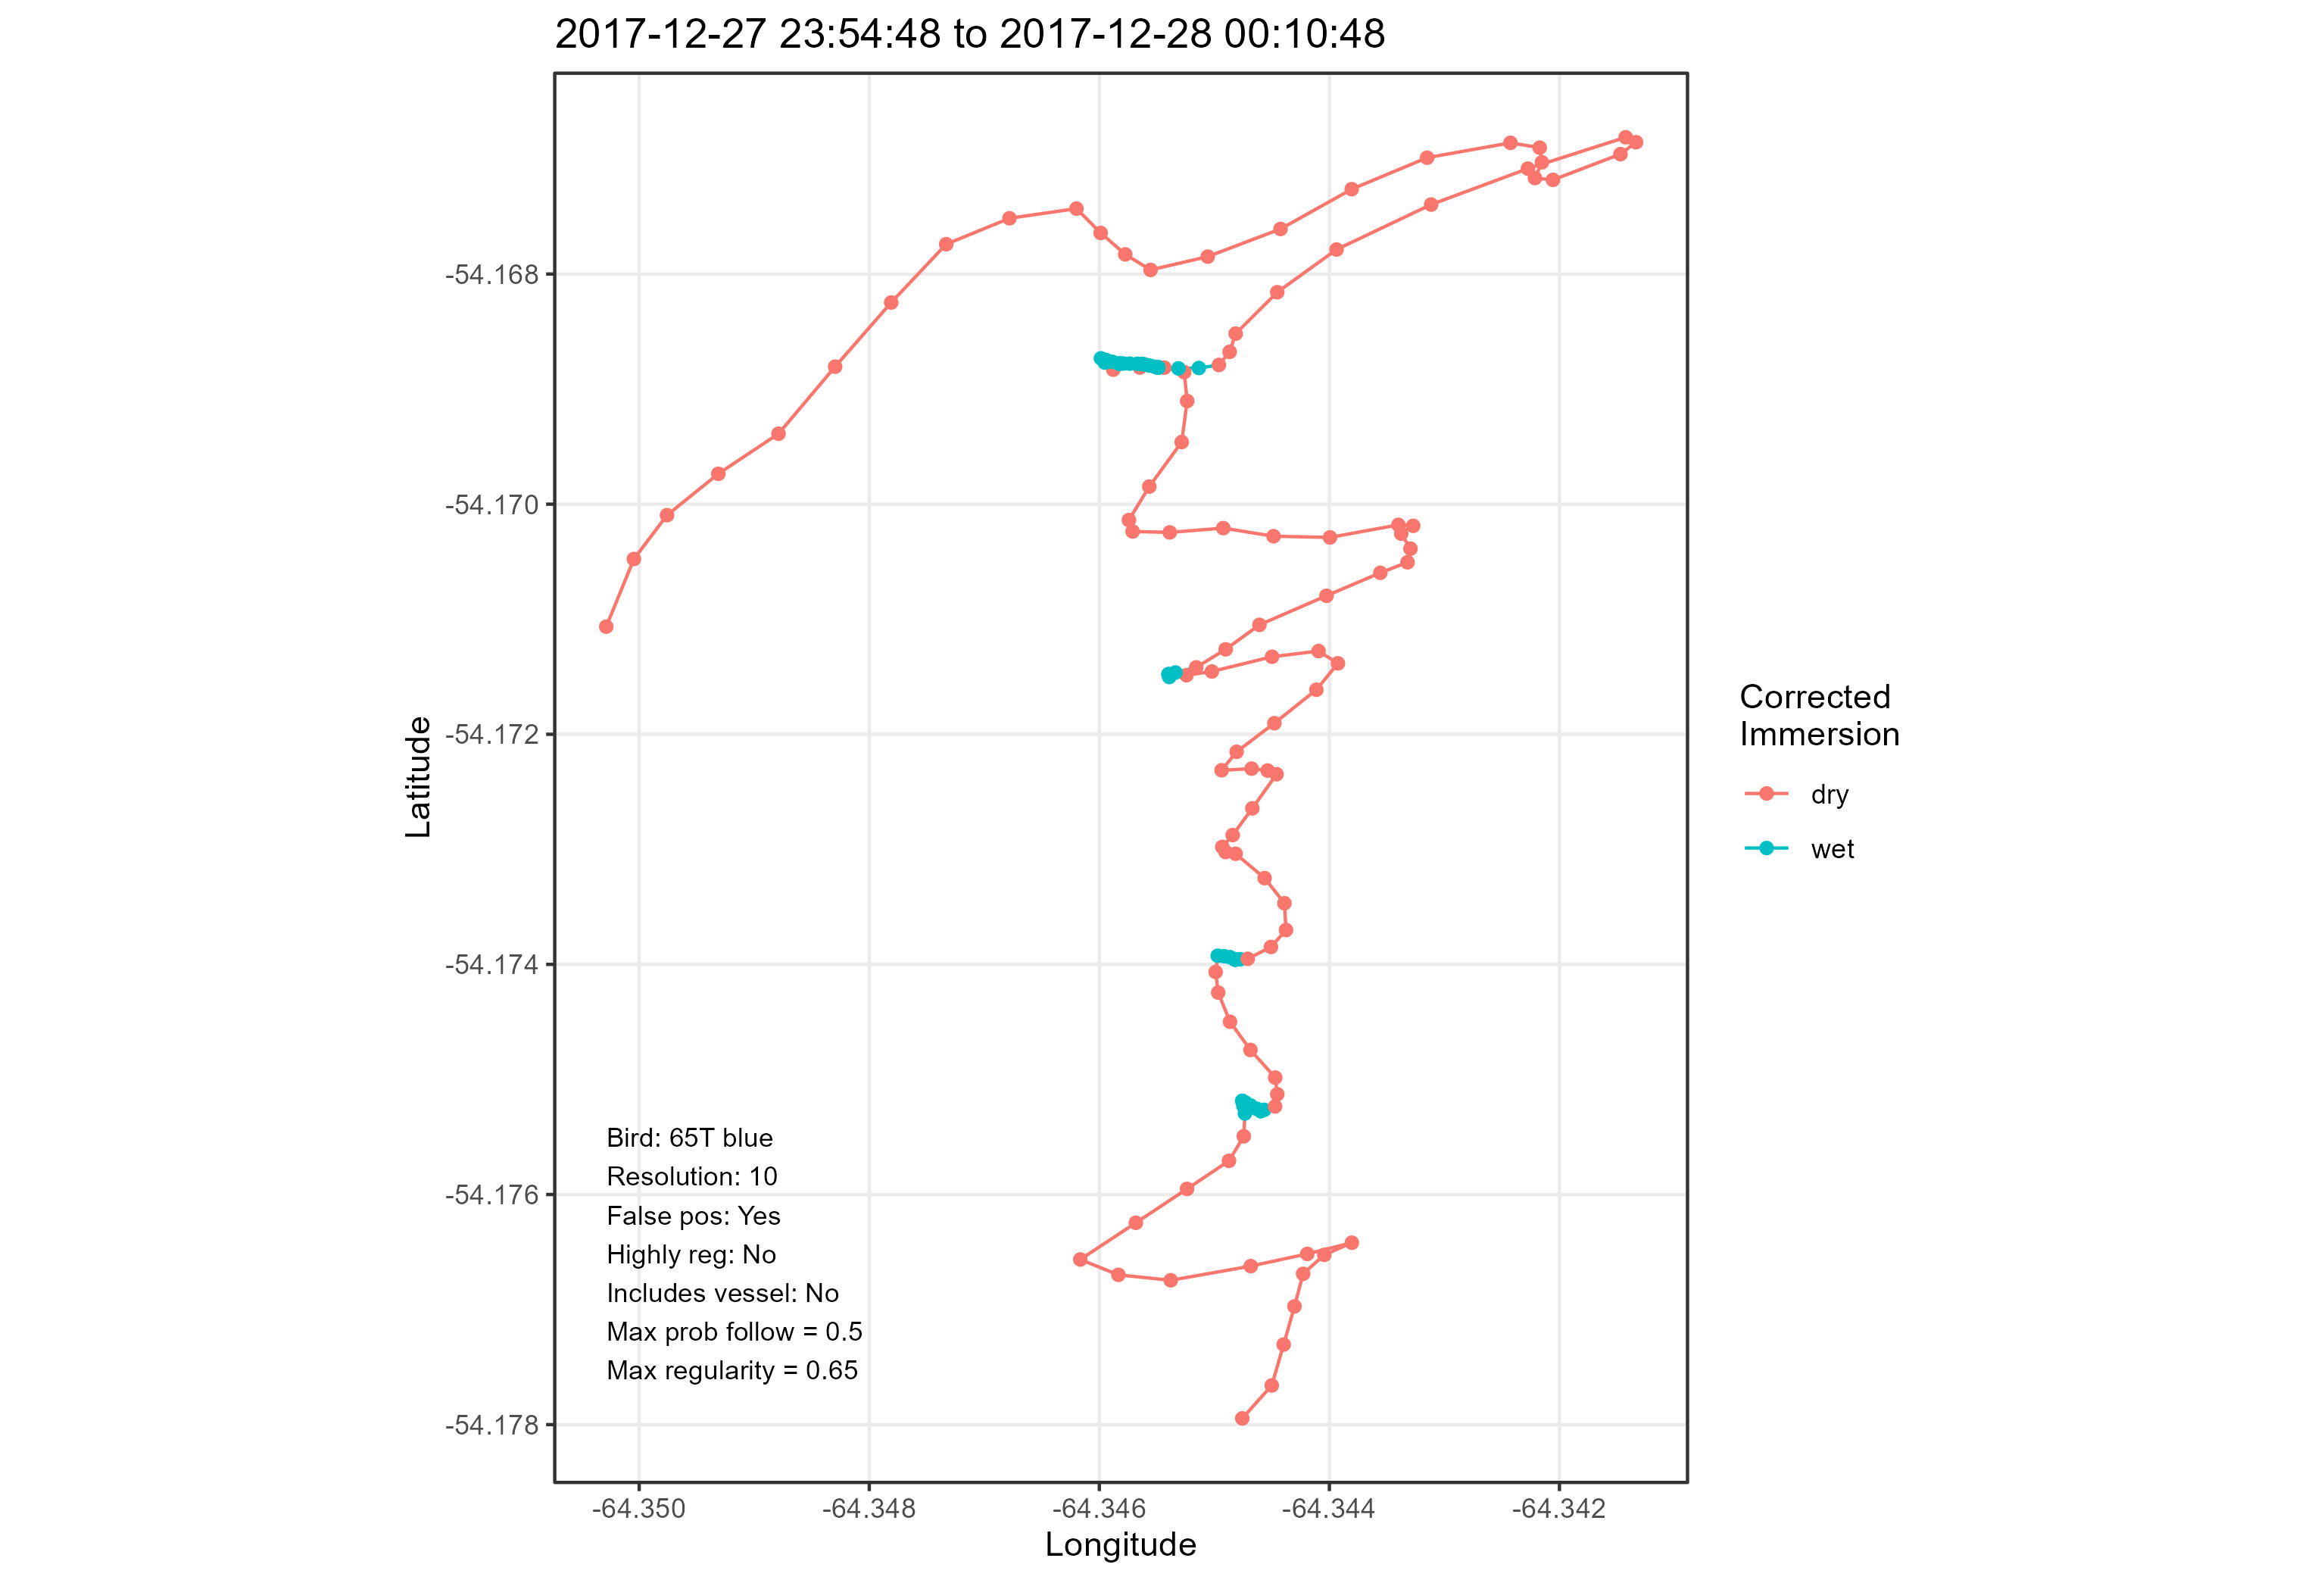 2017-12-27 23:54:48 to 2017-12-28 00:10:48
-54.168
-54.170
-54.172
-54.174
-54.176
-54.178
Latitude
Bird: 65T blue
Resolution: 10
False pos: Yes
Highly reg: No
Includes vessel: No
Max prob follow = 0.5
Max regularity = 0.65
-64.350
-64.348
-64.346
-64.344
-64.342
Longitude
Corrected
Immersion
dry
wet